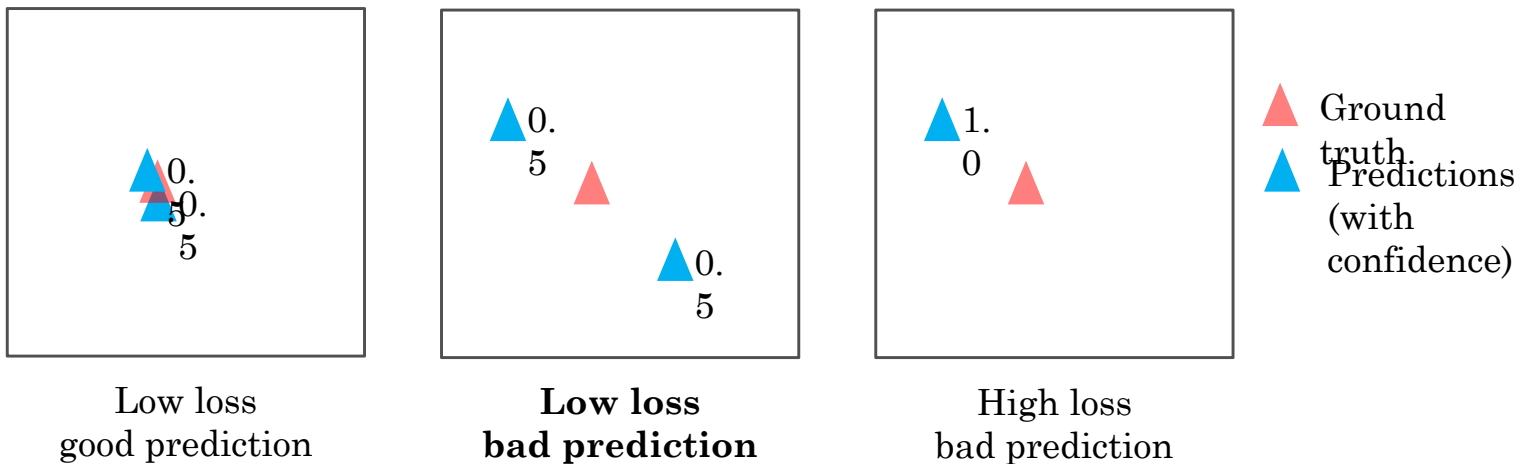 0.
5
0.
5
Low loss
good prediction
0.
5
0.
5
Low loss
bad prediction
1.
0
High loss
bad prediction
Ground
truth
Predictions
(with
confidence)